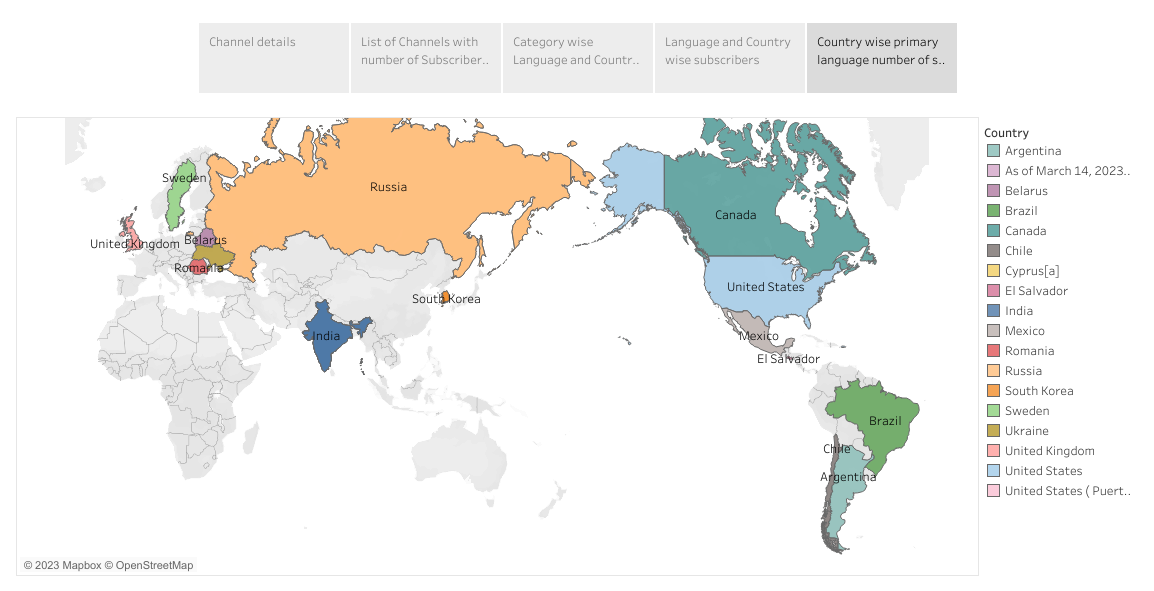 Channel details
List of Channels with
number of Subscriber..
Category wise
Language and Countr..
Language and Country
wise subscribers
Country wise primary
language number of s..
Country
Argentina
As of March 14, 2023..
Belarus
Brazil
Canada
Chile
Cyprus[a]
El Salvador
India
Mexico
Romania
Russia
South Korea
Sweden
Ukraine
United Kingdom
United States
United States ( Puert..
Sweden
Russia
Canada
United Kingdom
Belarus
Romania
United States
South Korea
India
Mexico
El Salvador
Brazil
Chile
Argentina
© 2023 Mapbox © OpenStreetMap